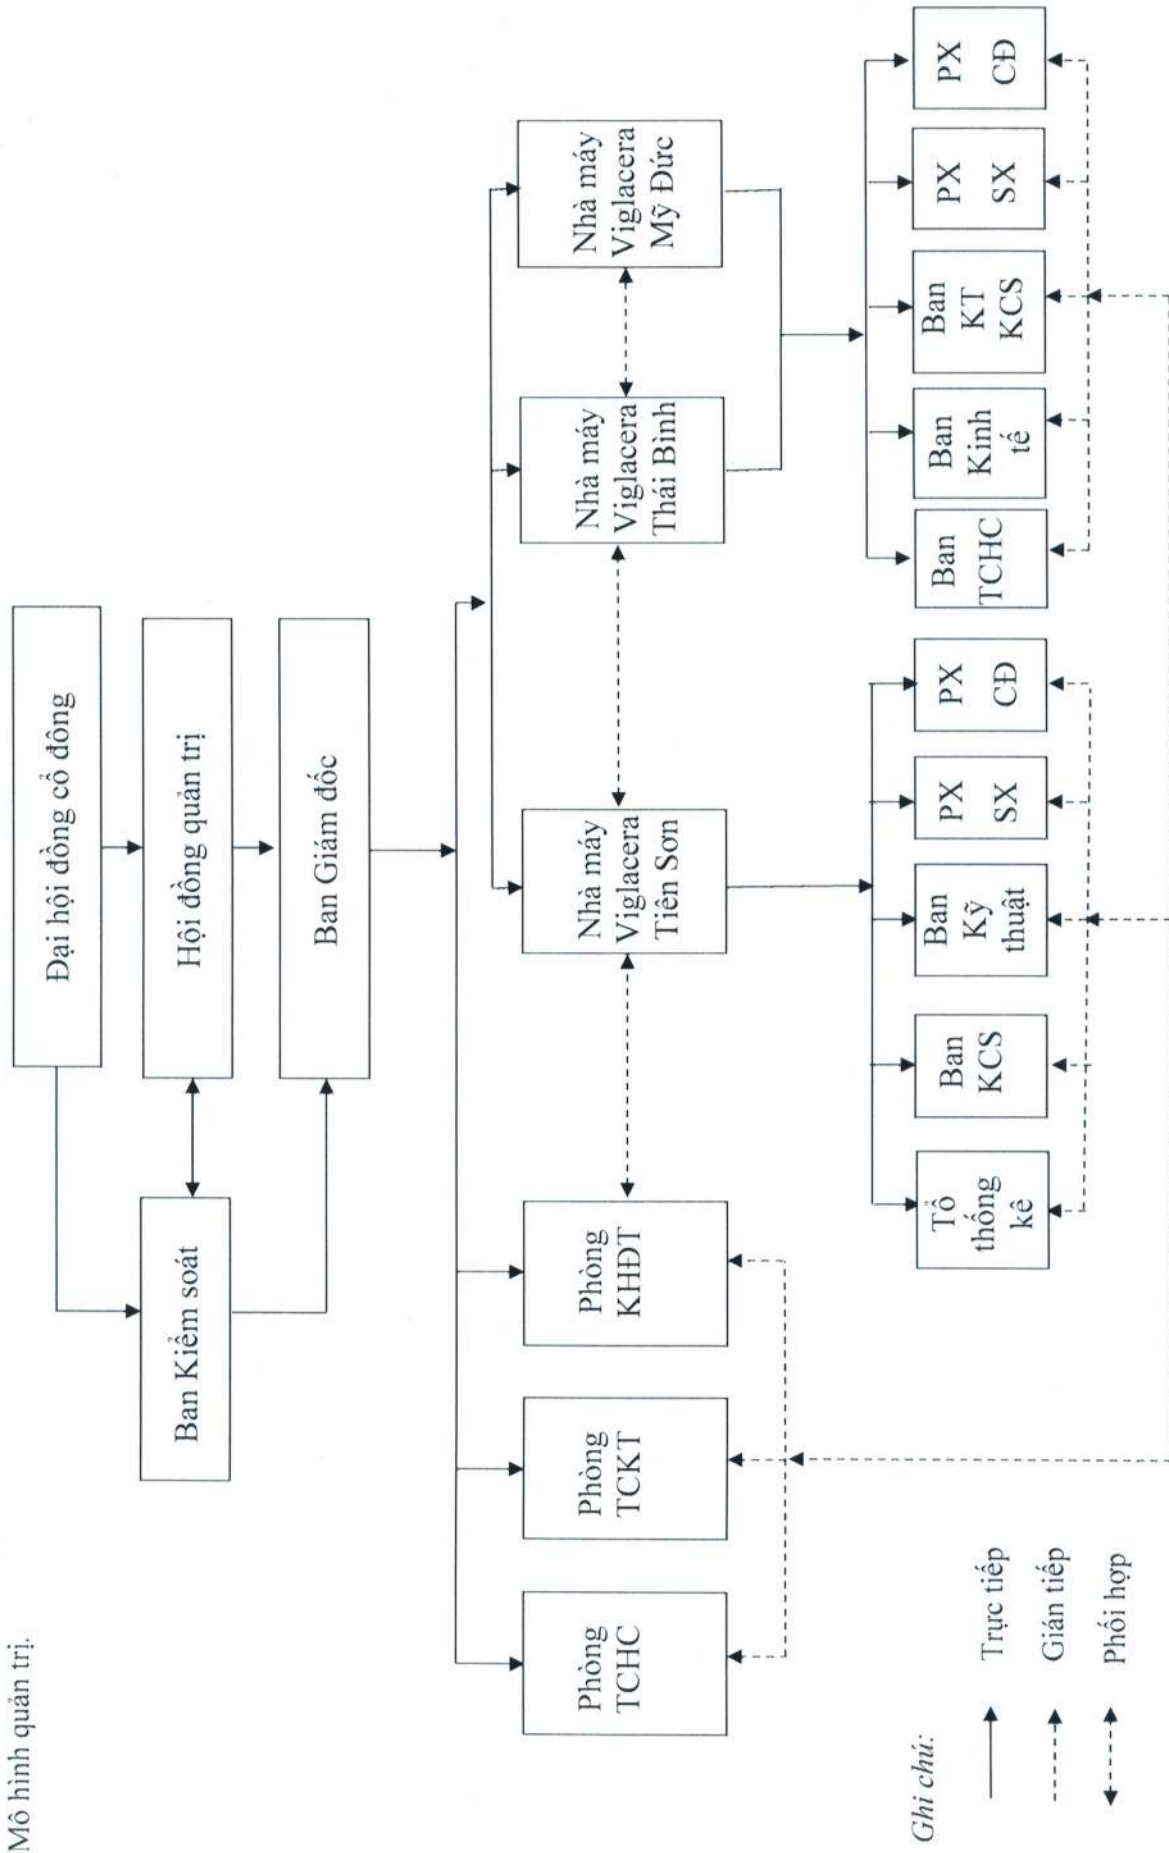 Mô hình quản trị.
Đại hội đồng cổ đông
Ban Kiểm soát
Hội đồng quản trị
Ban Giám đốc
Phòng
TCHC
Phòng
TCKT
Phòng
KHĐT
Nhà máy
Viglacera
Tiên Sơn
Nhà máy
Viglacera
Thái Bình
Nhà máy
Viglacera
Mỹ Đức
Tổ
thống
kê
Ban
KCS
Ban
Kỹ
thuật
PX
SX
PX
CĐ
Ban
TCHC
Ban
Kinh
tế
Ban
KT
KCS
PX
SX
PX
CĐ
Ghi chú:
Trực tiếp
Gián tiếp
Phối hợp